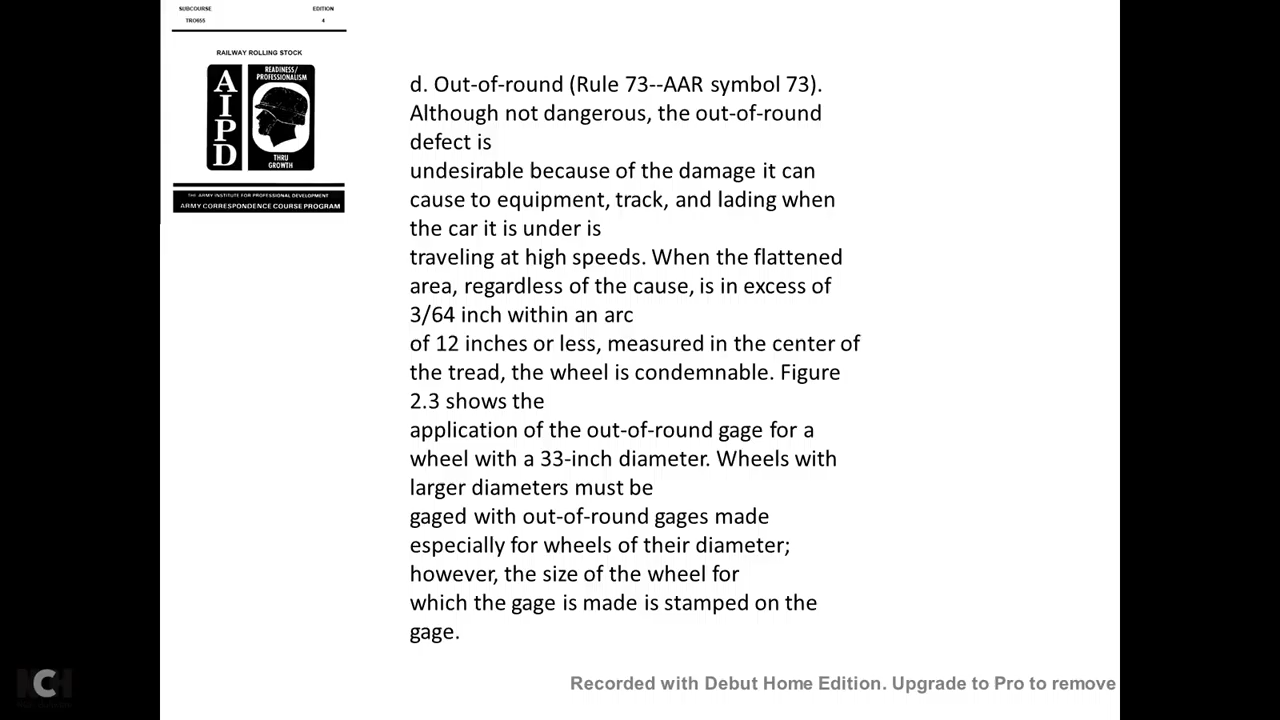 SUBCOURSE EDITION
TRO655 4
RAILWAY ROLLING STOCK
AIPD
READINESS/
PROFESSIONALISM
THRU
GROWTH
THE ARMY INSTITUTE FOR PROFESSIONAL DEVELOPMENT
ARMY CORRESPONDENCE COURSE PROGRAM
d. Out-of-round (Rule 73--AAR symbol 73).
Although not dangerous, the out-of-round
defect is
undesirable because of the damage it can
cause to equipment, track, and lading when
the car it is under is
traveling at high speeds. When the flattened
area, regardless of the cause, is in excess of
3/64 inch within an arc
of 12 inches or less, measured in the center of
the tread, the wheel is condemnable. Figure
2.3 shows the
application of the out-of-round gage for a
wheel with a 33-inch diameter. Wheels with
larger diameters must be
gaged with out-of-round gages made
especially for wheels of their diameter;
however, the size of the wheel for
which the gage is made is stamped on the
gage.
NCH
Recorded with Debut Home Edition. Upgrade to Pro to remove